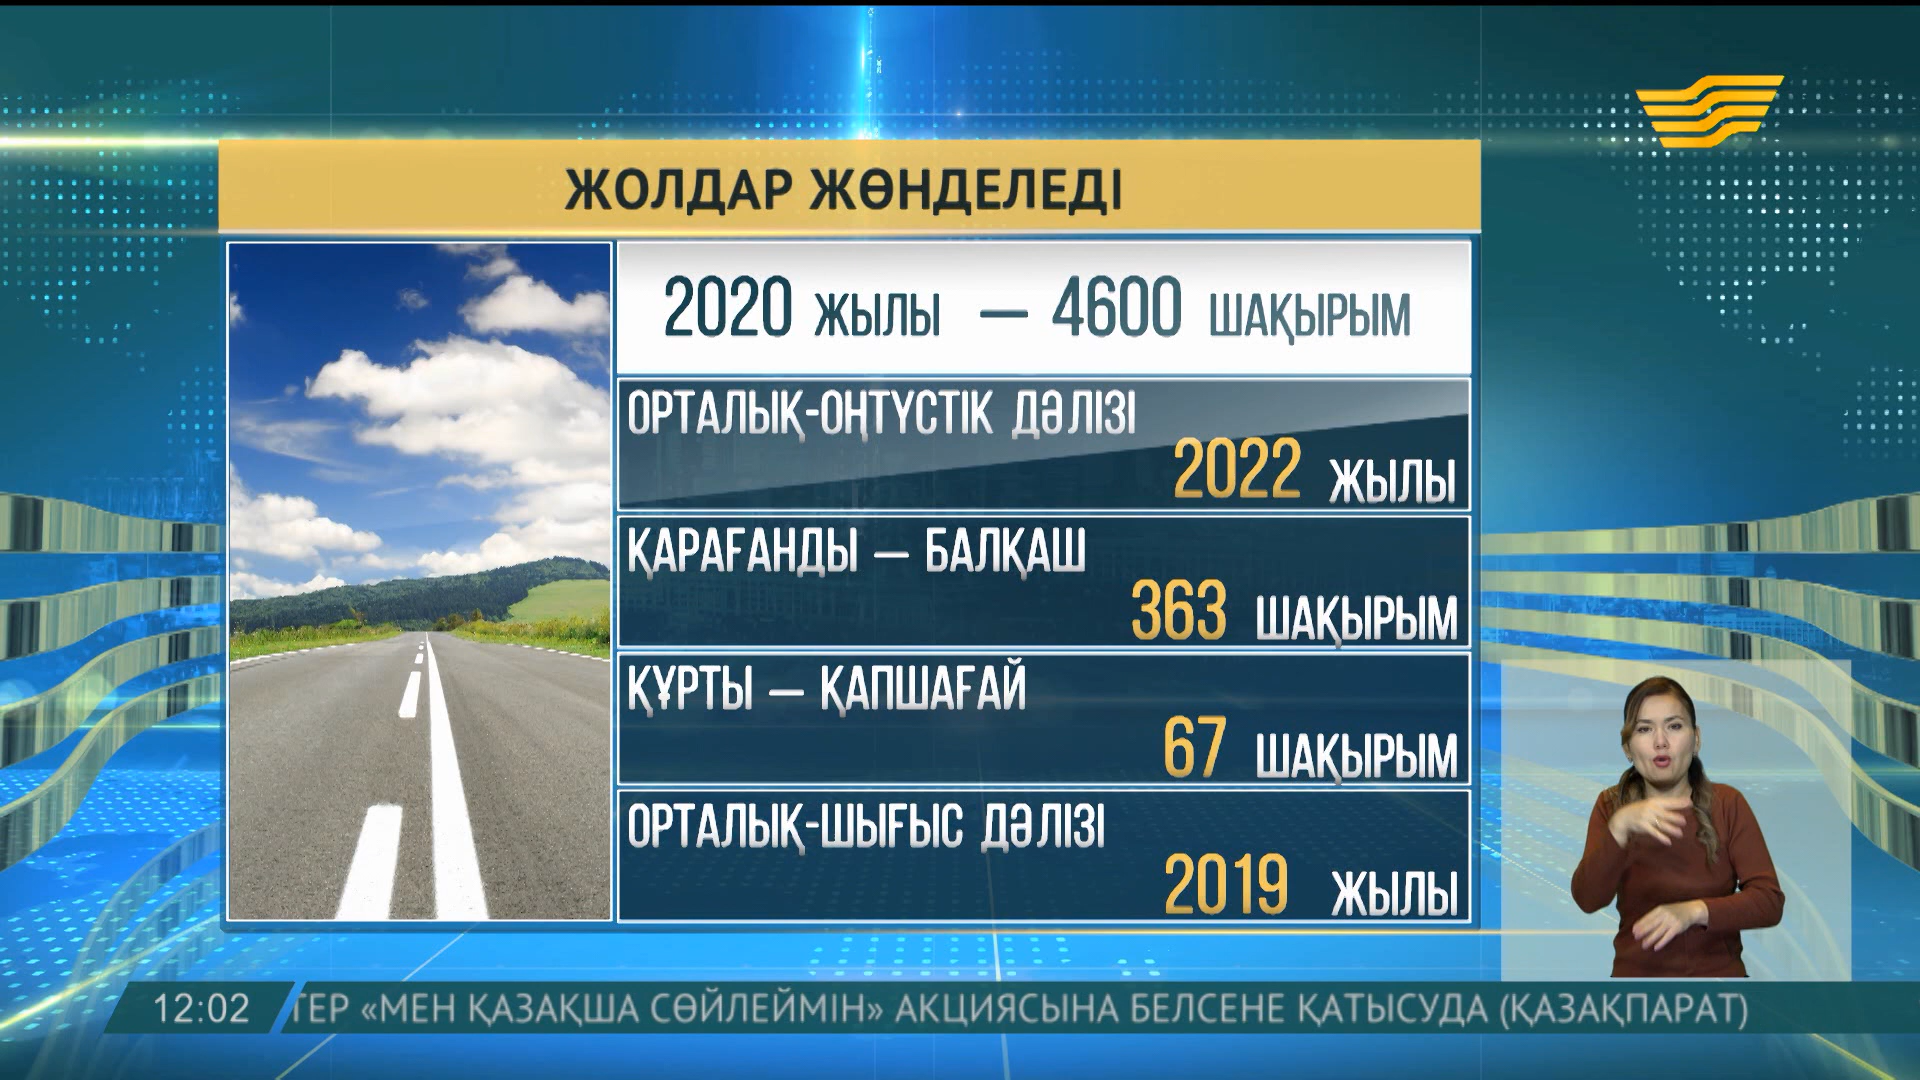 ЖОЛДАР ЖӨНДЕЛЕДІ
2020 ЖЫЛЫ — 4600 ШАҚЫРЫМ
ОРТАЛЫҚ-ОҢТҮСТІК ДӘЛІЗІ
2022 ЖЫЛЫ
ҚАРАҒАНДЫ — БАЛҚАШ
363 ШАҚЫРЫМ
ҚҰРТЫ — ҚАПШАҒАЙ
67 ШАҚЫРЫМ
ОРТАЛЫҚ-ШЫҒЫС ДӘЛІЗІ
2019 ЖЫЛЫ
12:02 ТЕР «МЕН ҚАЗАҚША СӨЙЛЕЙМІН» АКЦИЯСЫНА БЕЛСЕНЕ ҚАТЫСУДА (ҚАЗАҚПАРАТ)